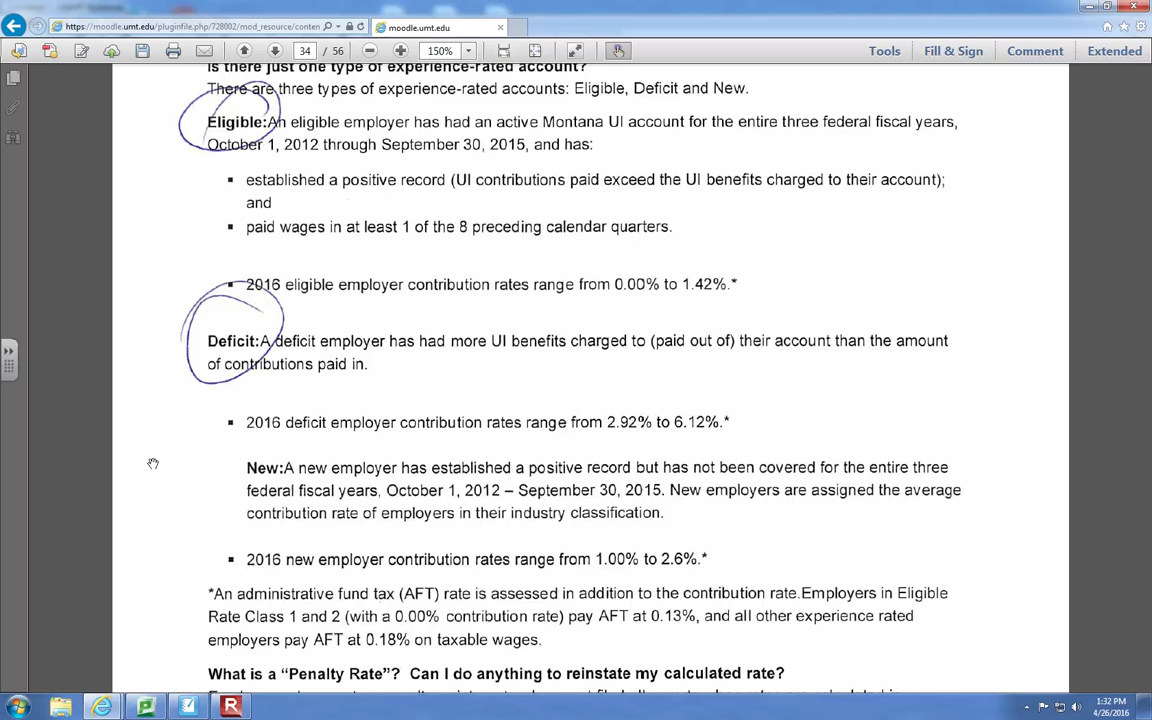 https://moodle.umt.edu/pluginfile.php/728002/mod_resource/conten
moodle.umt.edu
34 / 56
150%
Tools
Fill & Sign
Comment
Extended
Is there just one type of experience-rated account?
There are three types of experience-rated accounts: Eligible, Deficit and New.
Eligible:An eligible employer has had an active Montana UI account for the entire three federal fiscal years,
October 1, 2012 through September 30, 2015, and has:
▪ established a positive record (UI contributions paid exceed the UI benefits charged to their account);
and
▪ paid wages in at least 1 of the 8 preceding calendar quarters.
▪ 2016 eligible employer contribution rates range from 0.00% to 1.42%.*
Deficit:A deficit employer has had more UI benefits charged to (paid out of) their account than the amount
of contributions paid in.
▪ 2016 deficit employer contribution rates range from 2.92% to 6.12%.*
New:A new employer has established a positive record but has not been covered for the entire three
federal fiscal years, October 1, 2012 – September 30, 2015. New employers are assigned the average
contribution rate of employers in their industry classification.
▪ 2016 new employer contribution rates range from 1.00% to 2.6%.*
*An administrative fund tax (AFT) rate is assessed in addition to the contribution rate.Employers in Eligible
Rate Class 1 and 2 (with a 0.00% contribution rate) pay AFT at 0.13%, and all other experience rated
employers pay AFT at 0.18% on taxable wages.
What is a “Penalty Rate”? Can I do anything to reinstate my calculated rate?
1:32 PM
4/26/2016